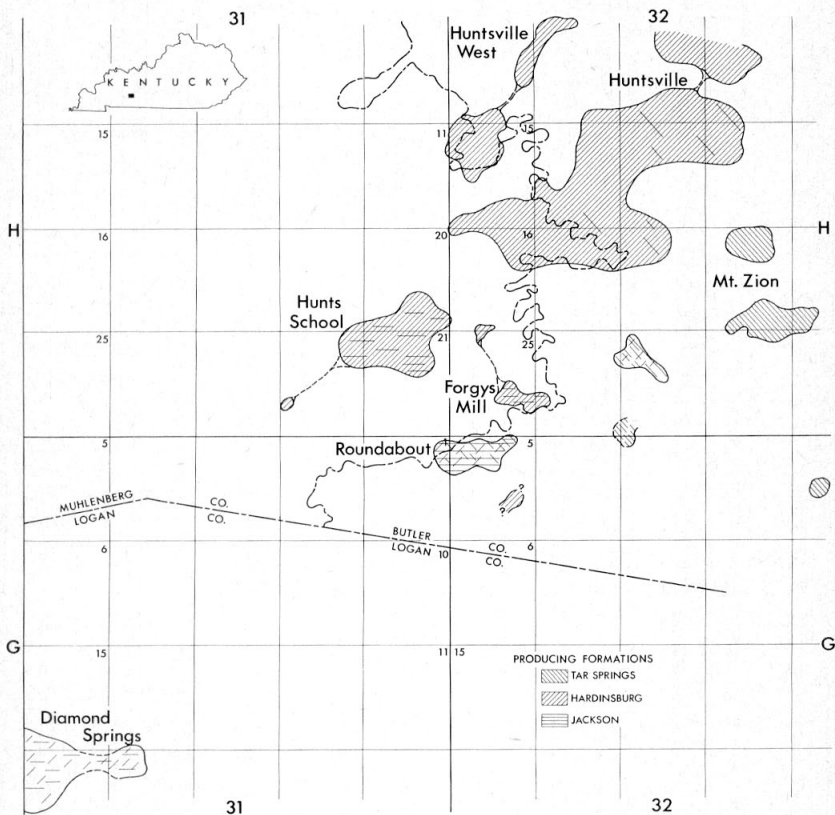 31
32
Huntsville
West
KENTUCKY
Huntsville
15
11
15
H
16
20
16
H
Mt. Zion
Hunts
School
25
21
25
Forgys
Mill
Roundabout
5
5
MUHLENBERG CO.
LOGAN CO.
? ?
BUTLER CO.
LOGAN CO.
6
10
6
G
15
11 15
G
PRODUCING FORMATIONS
TAR SPRINGS
HARDINSBURG
JACKSON
Diamond
Springs
31
32